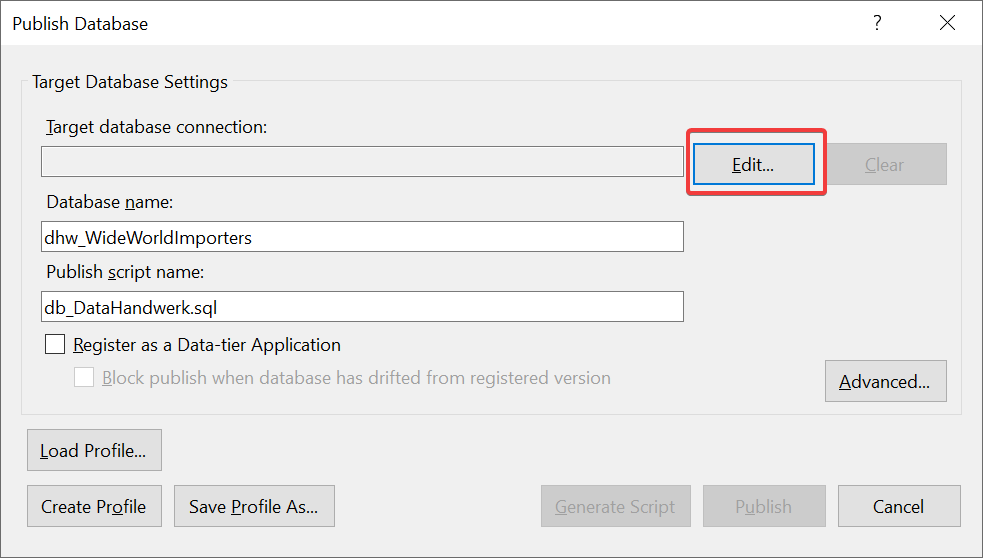 Publish Database ?
Target Database Settings
Target database connection:
Edit... Clear
Database name:
dhw_WideWorldImporters
Publish script name:
db_DataHandwerk.sql
Register as a Data-tier Application
Block publish when database has drifted from registered version
Advanced...
Load Profile...
Create Profile Save Profile As... Generate Script Publish Cancel